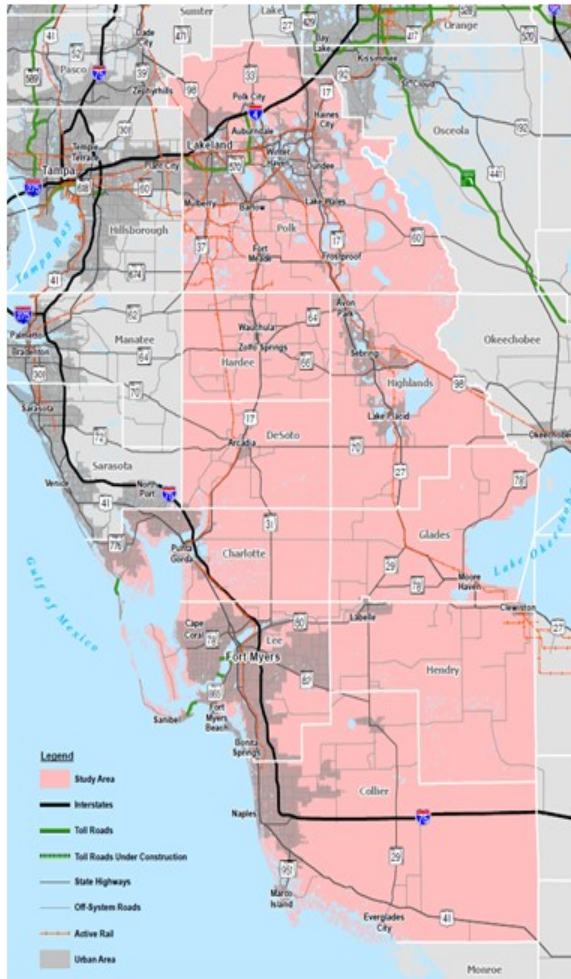 Sumter
Lake
Orange
Dade
City
Bay
Lake
Kissimmee
St Cloud
Pasco
Zephyrhills
Polk City
Haines
City
Osceola
Auburndale
Temple
Terrace
Lakeland
Winter
Haven
Tampa
Plant City
Dundee
Mulberry
Bartow
Lake Wales
Hillsborough
Polk
Tampa Bay
Fort
Meade
Frostproof
Avon
Park
Palmetto
Manatee
Wauchula
Okeechobee
Bradenton
Zolfo Springs
Sebring
Hardee
Highlands
Sarasota
Lake Placid
DeSoto
Okeechobee
Arcadia
Sarasota
Venice
North
Port
Glades
Gulf of Mexico
Punta
Gorda
Charlotte
Moore
Haven
Lake Okeechobee
Clewiston
Cape
Coral
Lee
Labelle
Fort Myers
Hendry
Sanibel
Fort
Myers
Beach
Bonita
Springs
Collier
Naples
Marco
Island
Everglades
City
Monroe
Legend
Study Area
Interstates
Toll Roads
Toll Roads Under Construction
State Highways
Off-System Roads
Active Rail
Urban Area